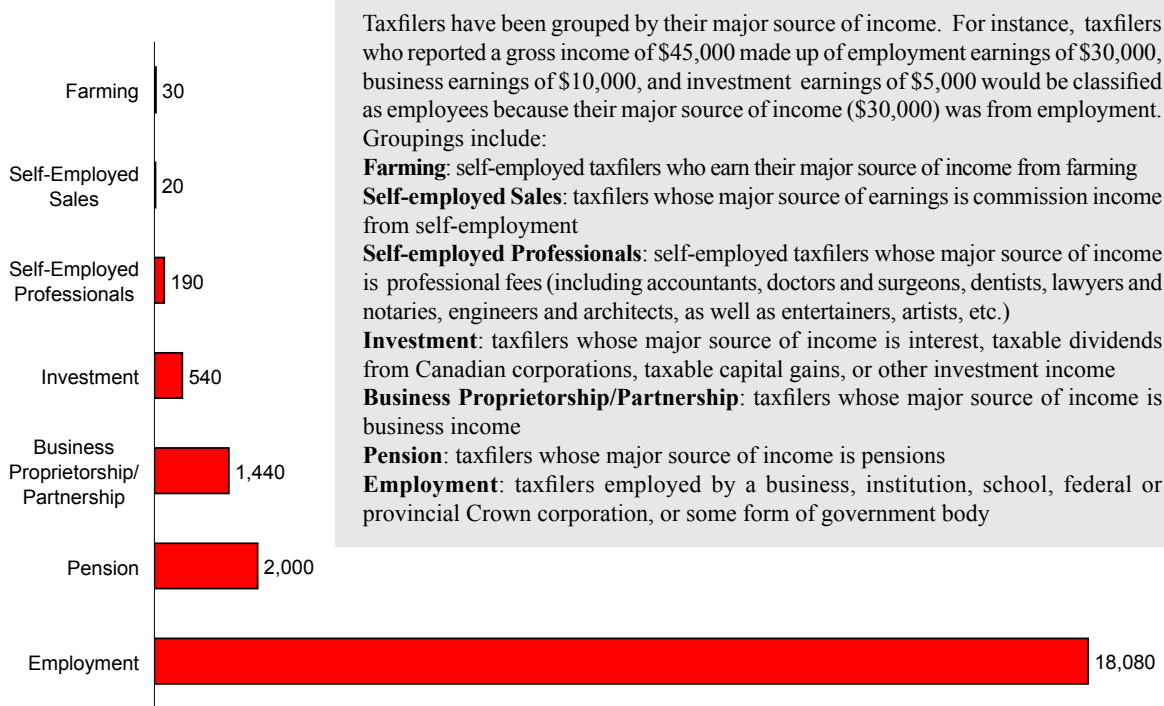 Taxfilers have been grouped by their major source of income. For instance, taxfilers
who reported a gross income of $45,000 made up of employment earnings of $30,000,
business earnings of $10,000, and investment earnings of $5,000 would be classified
as employees because their major source of income ($30,000) was from employment.
Groupings include:
Farming: self-employed taxfilers who earn their major source of income from farming
Self-employed Sales: taxfilers whose major source of earnings is commission income
from self-employment
Self-employed Professionals: self-employed taxfilers whose major source of income
is professional fees (including accountants, doctors and surgeons, dentists, lawyers and
notaries, engineers and architects, as well as entertainers, artists, etc.)
Investment: taxfilers whose major source of income is interest, taxable dividends
from Canadian corporations, taxable capital gains, or other investment income
Business Proprietorship/Partnership: taxfilers whose major source of income is
business income
Pension: taxfilers whose major source of income is pensions
Employment: taxfilers employed by a business, institution, school, federal or
provincial Crown corporation, or some form of government body
Farming 30
Self-Employed
Sales 20
Self-Employed
Professionals 190
Investment 540
Business
Proprietorship/ 1,440
Partnership
Pension 2,000
Employment 18,080